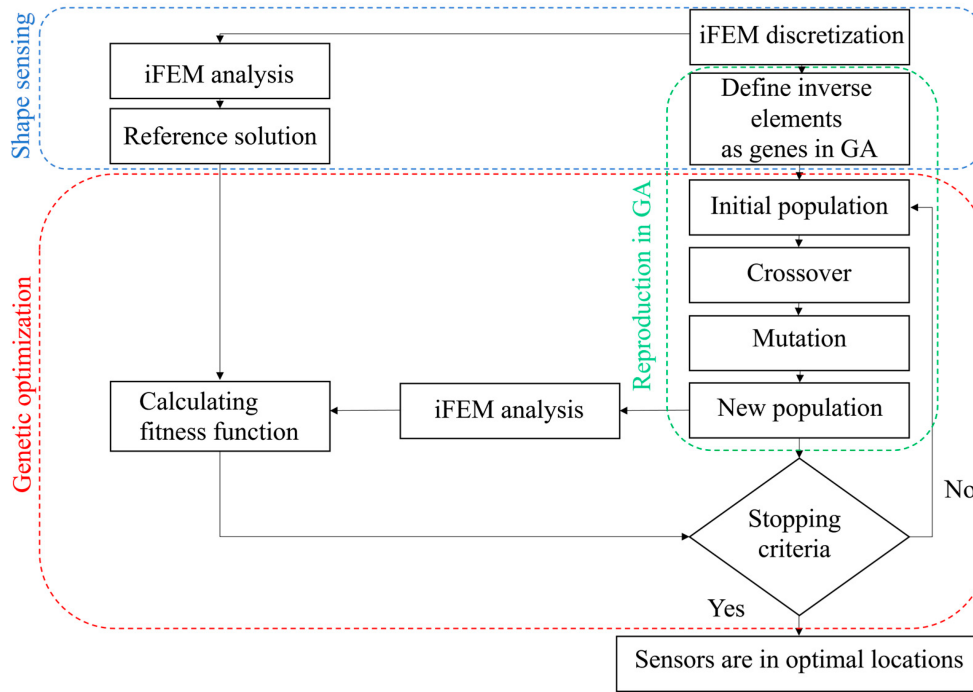 Shape sensing
iFEM discretization
iFEM analysis
Define inverse
elements
as genes in GA
Reference solution
Reproduction in GA
Initial population
Crossover
Genetic optimization
Mutation
Calculating
fitness function
iFEM analysis
New population
No
Stopping
criteria
Yes
Sensors are in optimal locations